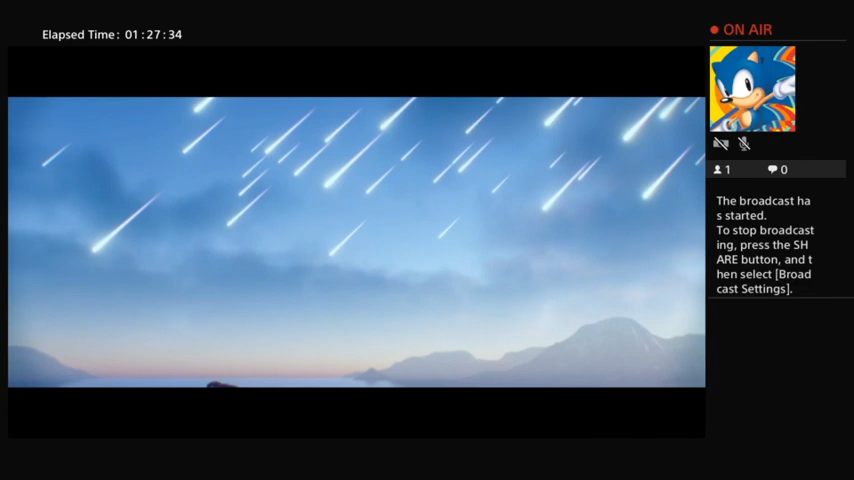 Elapsed Time: 01:27:34
ON AIR
1
0
The broadcast ha
s started.
To stop broadcast
ing, press the SH
ARE button, and t
hen select [Broad
cast Settings].